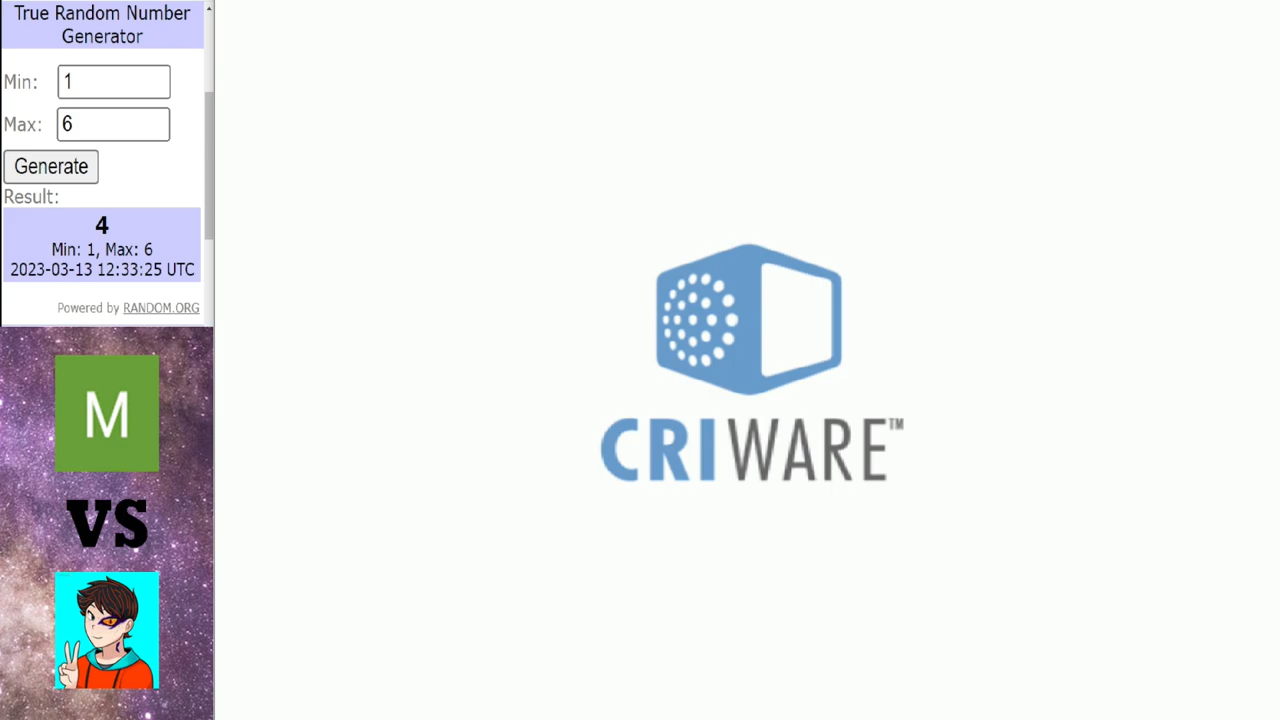 True Random Number
Generator
Min: 1
Max: 6
Generate
Result:
4
Min: 1, Max: 6
2023-03-13 12:33:25 UTC
Powered by RANDOM.ORG
M
VS
CRIWARE™